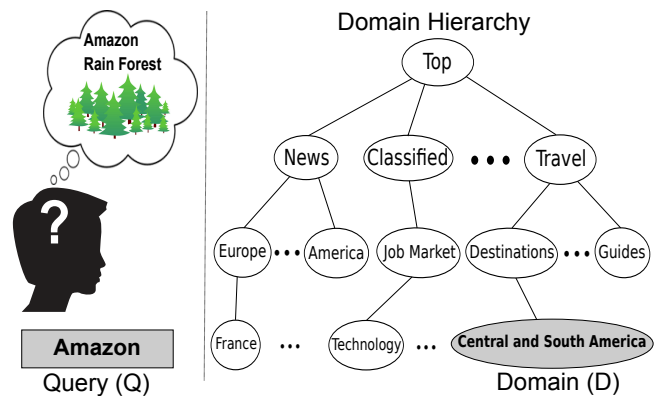 Amazon
Rain Forest
?
Amazon
Query (Q)
Domain Hierarchy
Top
News
Classified
Travel
Europe
America
Job Market
Destinations
Guides
France
Technology
Central and South America
Domain (D)